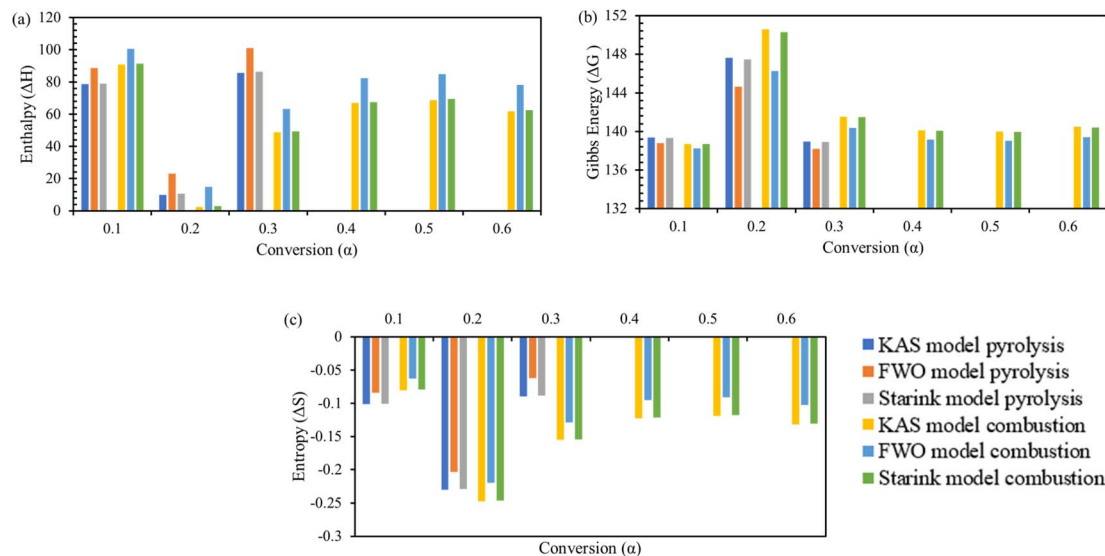 (a)
120
100
80
60
40
20
0
Enthalpy (ΔH)
0.1 0.2 0.3 0.4 0.5 0.6
Conversion (α)
(b)
152
148
144
140
136
132
Gibbs Energy (ΔG)
0.1 0.2 0.3 0.4 0.5 0.6
Conversion (α)
(c)
0.1 0.2 0.3 0.4 0.5 0.6
0
-0.05
-0.1
-0.15
-0.2
-0.25
-0.3
Entropy (ΔS)
Conversion (α)
KAS model pyrolysis
FWO model pyrolysis
Starink model pyrolysis
KAS model combustion
FWO model combustion
Starink model combustion